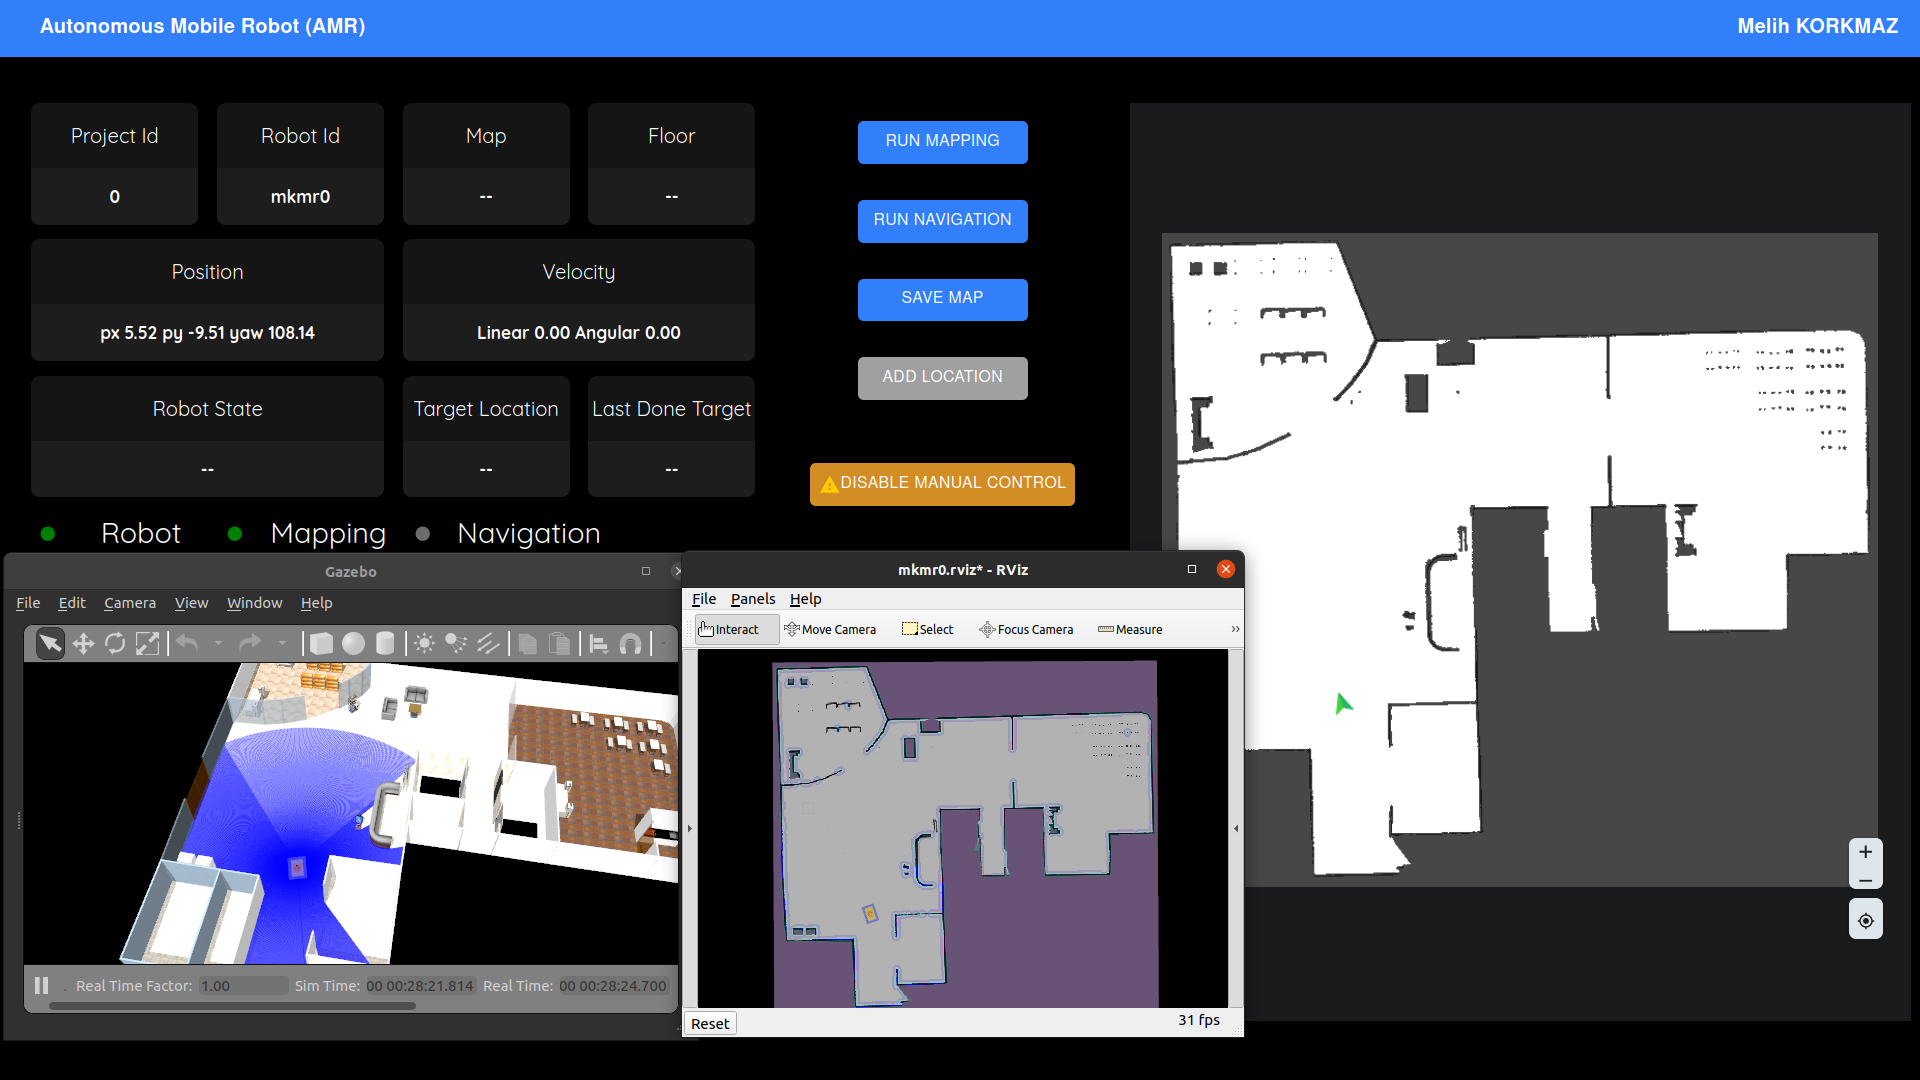 Autonomous Mobile Robot (AMR)
Melih KORKMAZ
Project Id
Robot Id
Map
Floor
0
mkmr0
--
--
Position
Velocity
px 5.52 py -9.51 yaw 108.14
Linear 0.00 Angular 0.00
Robot State
Target Location
Last Done Target
--
--
--
Robot
Mapping
Navigation
RUN MAPPING
RUN NAVIGATION
SAVE MAP
ADD LOCATION
DISABLE MANUAL CONTROL
Gazebo
File Edit Camera View Window Help
Real Time Factor: 1.00 Sim Time: 00 00:28:21.814 Real Time: 00 00:28:24.700
mkmr0.rviz* - RViz
File Panels Help
Interact Move Camera Select Focus Camera Measure »
Reset
31 fps
+
−